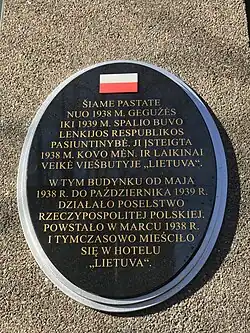 ŠIAME PASTATE
NUO 1938 M. GEGUŽĖS
IKI 1939 M. SPALIO BUVO
LENKIJOS RESPUBLIKOS
PASIUNTINYBĖ. JI ĮSTEIGTA
1938 M. KOVO MĖN. IR LAIKINAI
VEIKĖ VIEŠBUTYJE „LIETUVA“.
W TYM BUDYNKU OD MAJA
1938 R. DO PAŹDZIERNIKA 1939 R.
DZIAŁAŁO POSELSTWO
RZECZYPOSPOLITEJ POLSKIEJ.
POWSTAŁO W MARCU 1938 R.
I TYMCZASOWO MIEŚCIŁO
SIĘ W HOTELU
„LIETUVA“.